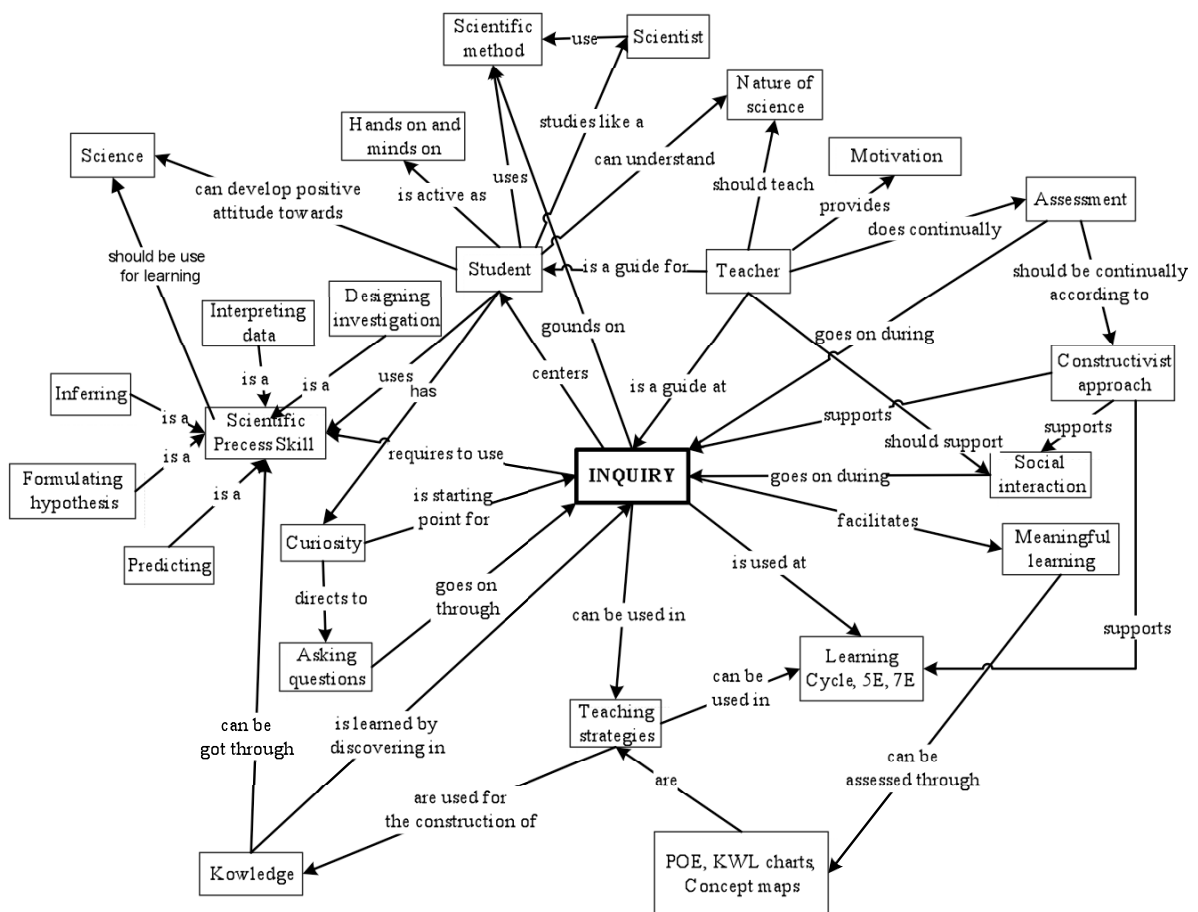 Scientific
method
use
Scientist
Nature of
science
Hands on and
minds on
studies like a
Science
can understand
Motivation
can develop positive
attitude towards
is active as
uses
should teach
provides
Assessment
does continually
should be use
for learning
Student
is a guide for
Teacher
should be continually
according to
Interpreting
data
Designing
investigation
gounds on
goes on during
centers
is a guide at
Constructivist
approach
is a
is a
uses
has
Inferring
is a
Scientific
Precess Skill
supports
supports
is a
requires to use
should support
Formulating
hypothesis
INQUIRY
goes on during
Social
interaction
is a
is starting
point for
facilitates
Predicting
Curiosity
Meaningful
learning
is used at
directs to
goes on
through
can be used in
supports
Asking
questions
Learning
Cycle, 5E, 7E
can be
used in
can be
got through
is learned by
discovering in
Teaching
strategies
can be
assessed through
are
are used for
the construction of
Kowledge
POE, KWL charts,
Concept maps